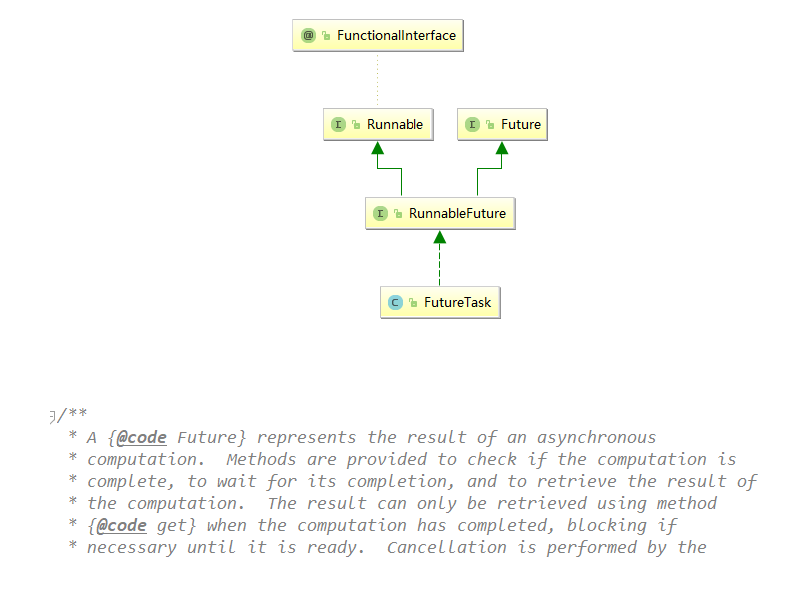 @ FunctionalInterface
I Runnable
I Future
I RunnableFuture
C FutureTask
/**
* A {@code Future} represents the result of an asynchronous
* computation.  Methods are provided to check if the computation is
* complete, to wait for its completion, and to retrieve the result of
* the computation.  The result can only be retrieved using method
* {@code get} when the computation has completed, blocking if
* necessary until it is ready.  Cancellation is performed by the